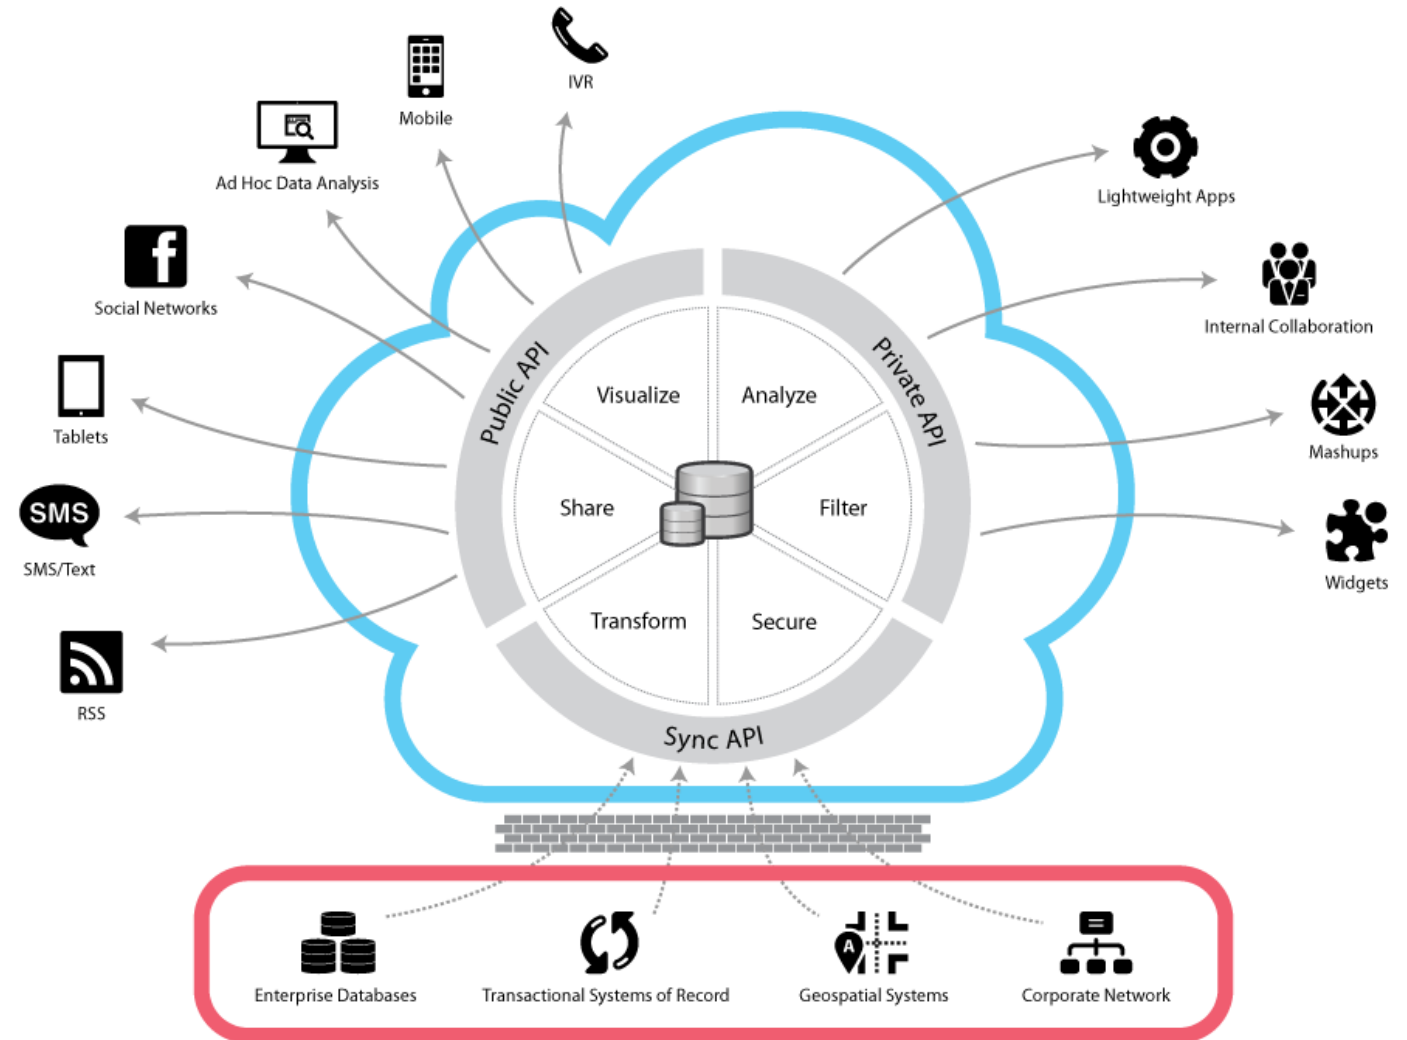 IVR
Mobile
Ad Hoc Data Analysis
Lightweight Apps
Social Networks
Internal Collaboration
Public API
Private API
Visualize
Analyze
Tablets
Mashups
Share
Filter
SMS
SMS/Text
Widgets
Transform
Secure
RSS
Sync API
A
Enterprise Databases
Transactional Systems of Record
Geospatial Systems
Corporate Network